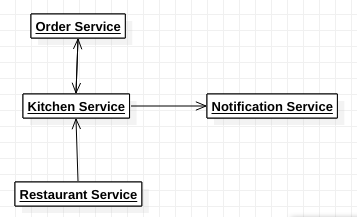 Order Service
Kitchen Service
Notification Service
Restaurant Service